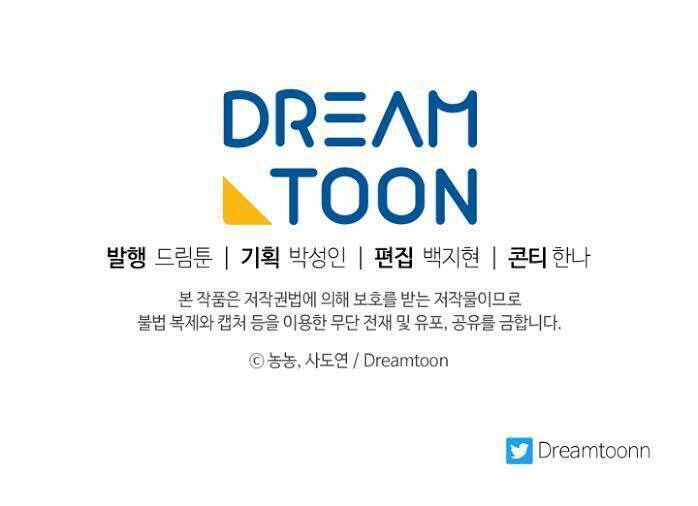 DREAM
TOON
발행 드림툰 | 기획 박성인 | 편집 백지현 | 콘티 한나
본 작품은 저작권법에 의해 보호를 받는 저작물이므로
불법 복제와 캡처 등을 이용한 무단 전재 및 유포, 공유를 금합니다.
ⓒ 농농, 사도연 / Dreamtoon
Dreamtoonn